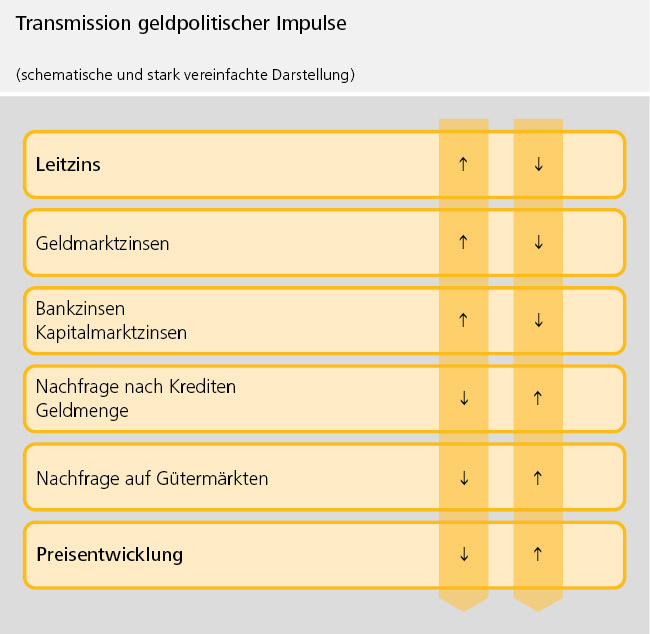 Transmission geldpolitischer Impulse
(schematische und stark vereinfachte Darstellung)
Leitzins ↑ ↓
Geldmarktzinsen ↑ ↓
Bankzinsen
Kapitalmarktzinsen ↑ ↓
Nachfrage nach Krediten
Geldmenge ↓ ↑
Nachfrage auf Gütermärkten ↓ ↑
Preisentwicklung ↓ ↑